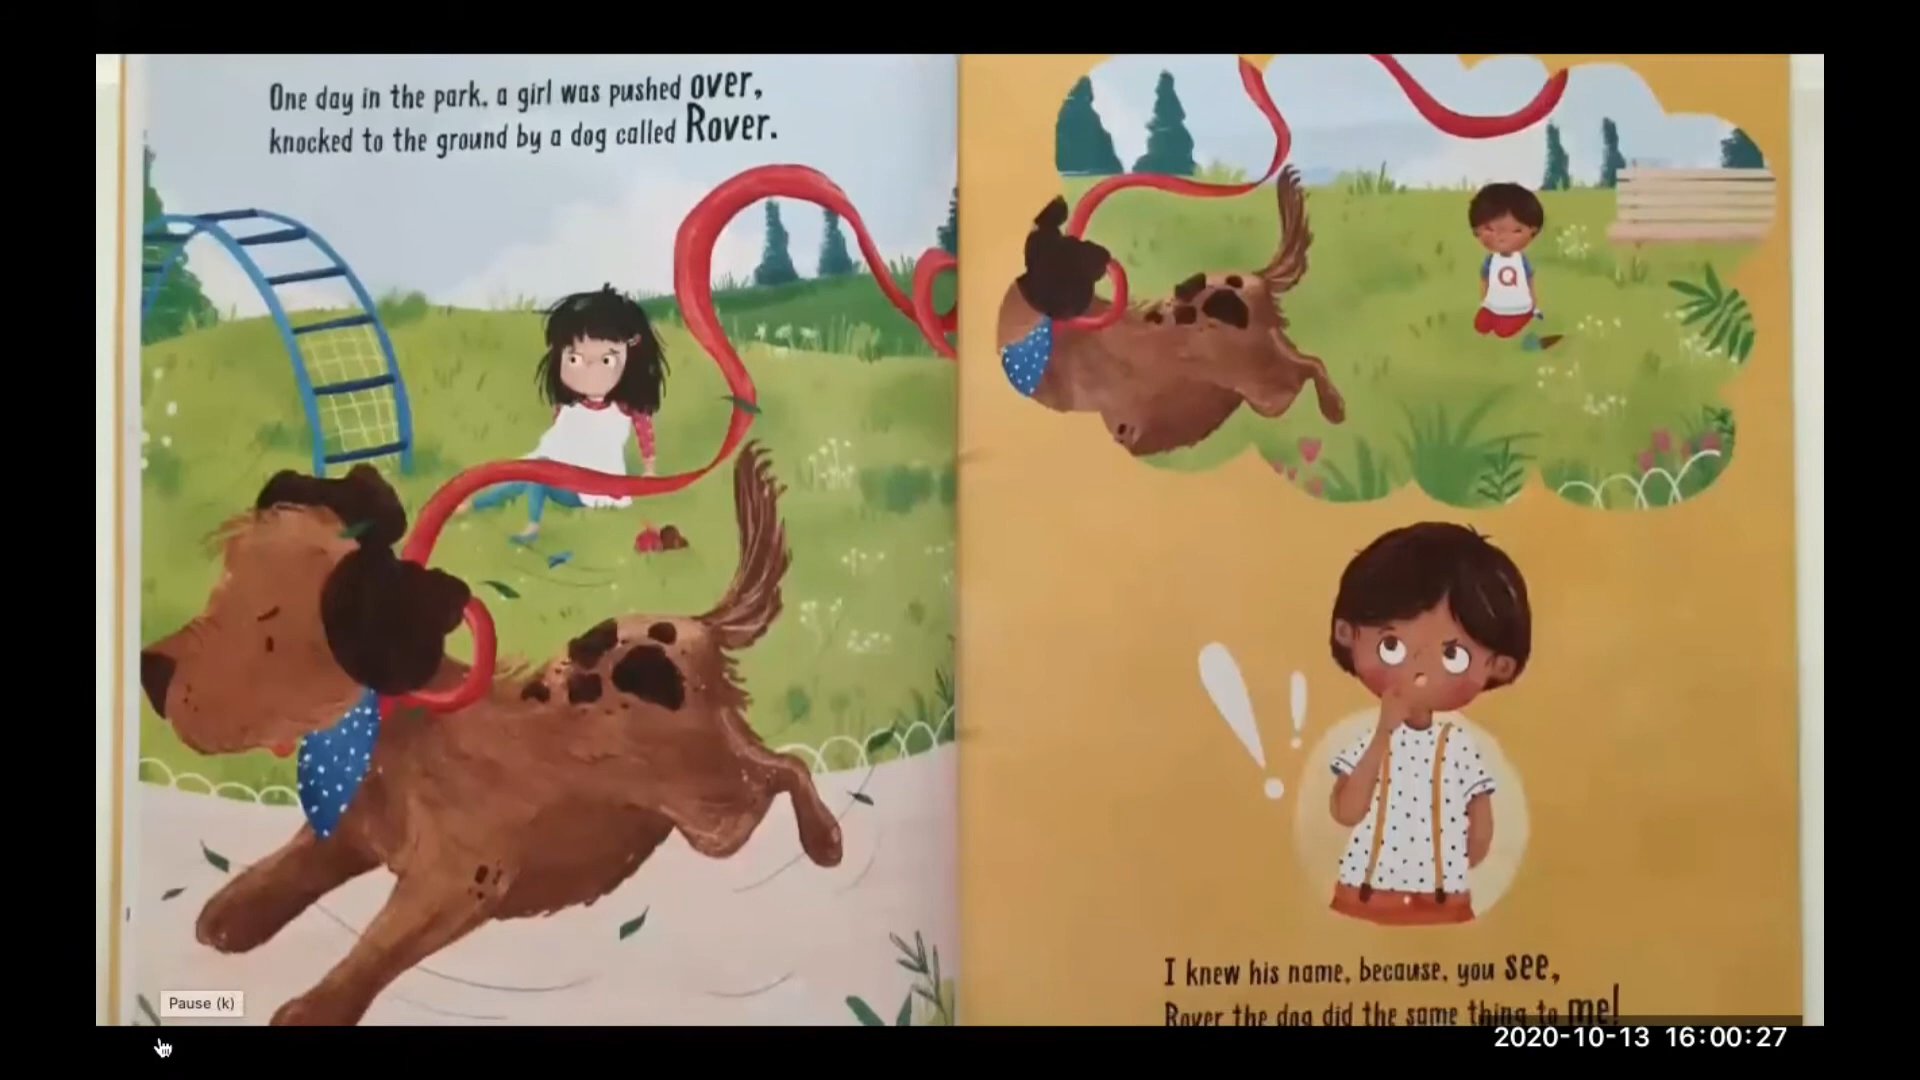 One day in the park, a girl was pushed over,
knocked to the ground by a dog called Rover.
Q
I knew his name, because, you see,
Rover the dog did the same thing to me!
Pause (k)
2020-10-13 16:00:27